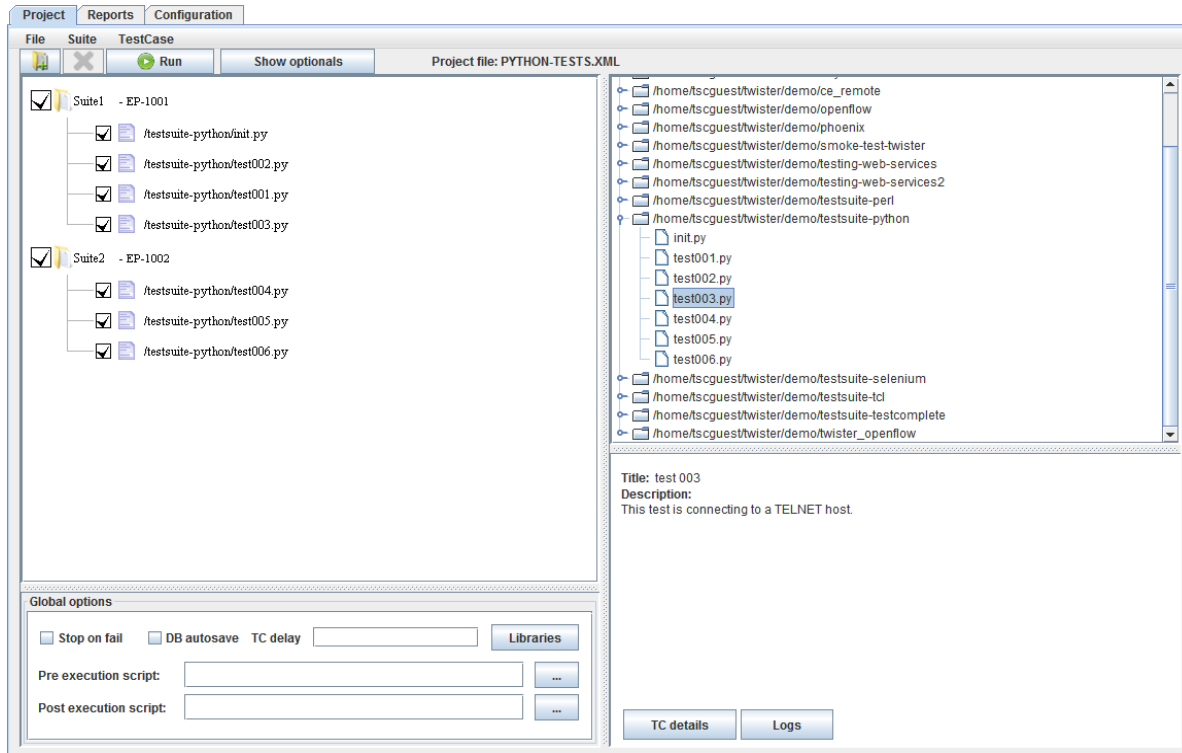 Project Reports Configuration
File Suite TestCase
Run Show optionals Project file: PYTHON-TESTS.XML
Suite1 - EP-1001
/testsuite-python/init.py
/testsuite-python/test002.py
/testsuite-python/test001.py
/testsuite-python/test003.py
Suite2 - EP-1002
/testsuite-python/test004.py
/testsuite-python/test005.py
/testsuite-python/test006.py
/home/tscguest/twister/demo/ce_remote
/home/tscguest/twister/demo/openflow
/home/tscguest/twister/demo/phoenix
/home/tscguest/twister/demo/smoke-test-twister
/home/tscguest/twister/demo/testing-web-services
/home/tscguest/twister/demo/testing-web-services2
/home/tscguest/twister/demo/testsuite-perl
/home/tscguest/twister/demo/testsuite-python
init.py
test001.py
test002.py
test003.py
test004.py
test005.py
test006.py
/home/tscguest/twister/demo/testsuite-selenium
/home/tscguest/twister/demo/testsuite-tcl
/home/tscguest/twister/demo/testsuite-testcomplete
/home/tscguest/twister/demo/twister_openflow
Global options
Stop on fail DB autosave TC delay Libraries
Pre execution script: ...
Post execution script: ...
Title: test 003
Description:
This test is connecting to a TELNET host.
TC details Logs